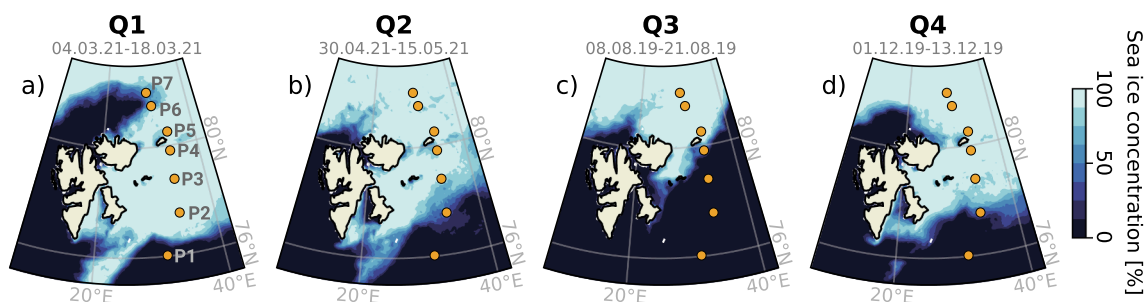 Q1
04.03.21-18.03.21
a)
P7
P6
P5
P4
P3
P2
P1
80°N
76°N
20°E
40°E
Q2
30.04.21-15.05.21
b)
80°N
76°N
20°E
40°E
Q3
08.08.19-21.08.19
c)
80°N
76°N
20°E
40°E
Q4
01.12.19-13.12.19
d)
80°N
76°N
20°E
40°E
100
50
0
Sea ice concentration [%]